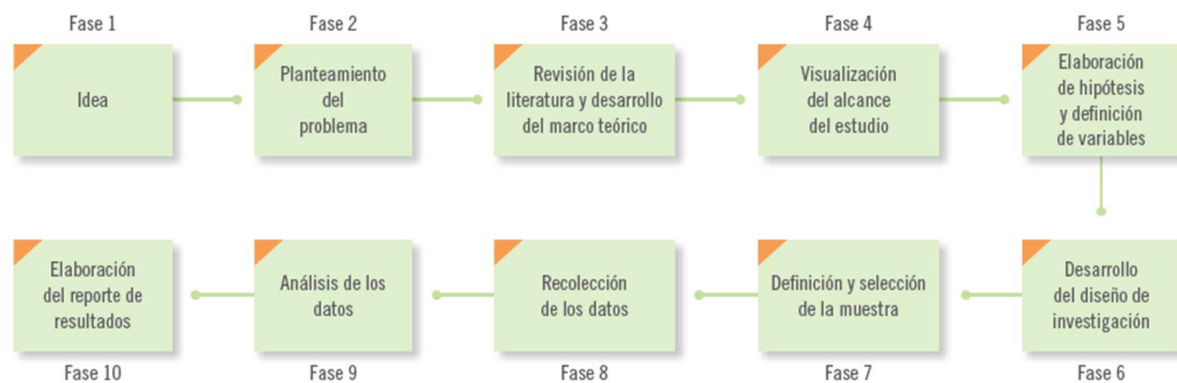 Fase 1
Idea
Fase 2
Planteamiento
del
problema
Fase 3
Revisión de la
literatura y desarrollo
del marco teórico
Fase 4
Visualización
del alcance
del estudio
Fase 5
Elaboración
de hipótesis
y definición
de variables
Desarrollo
del diseño de
investigación
Fase 6
Definición y selección
de la muestra
Fase 7
Recolección
de los datos
Fase 8
Análisis de los
datos
Fase 9
Elaboración
del reporte de
resultados
Fase 10